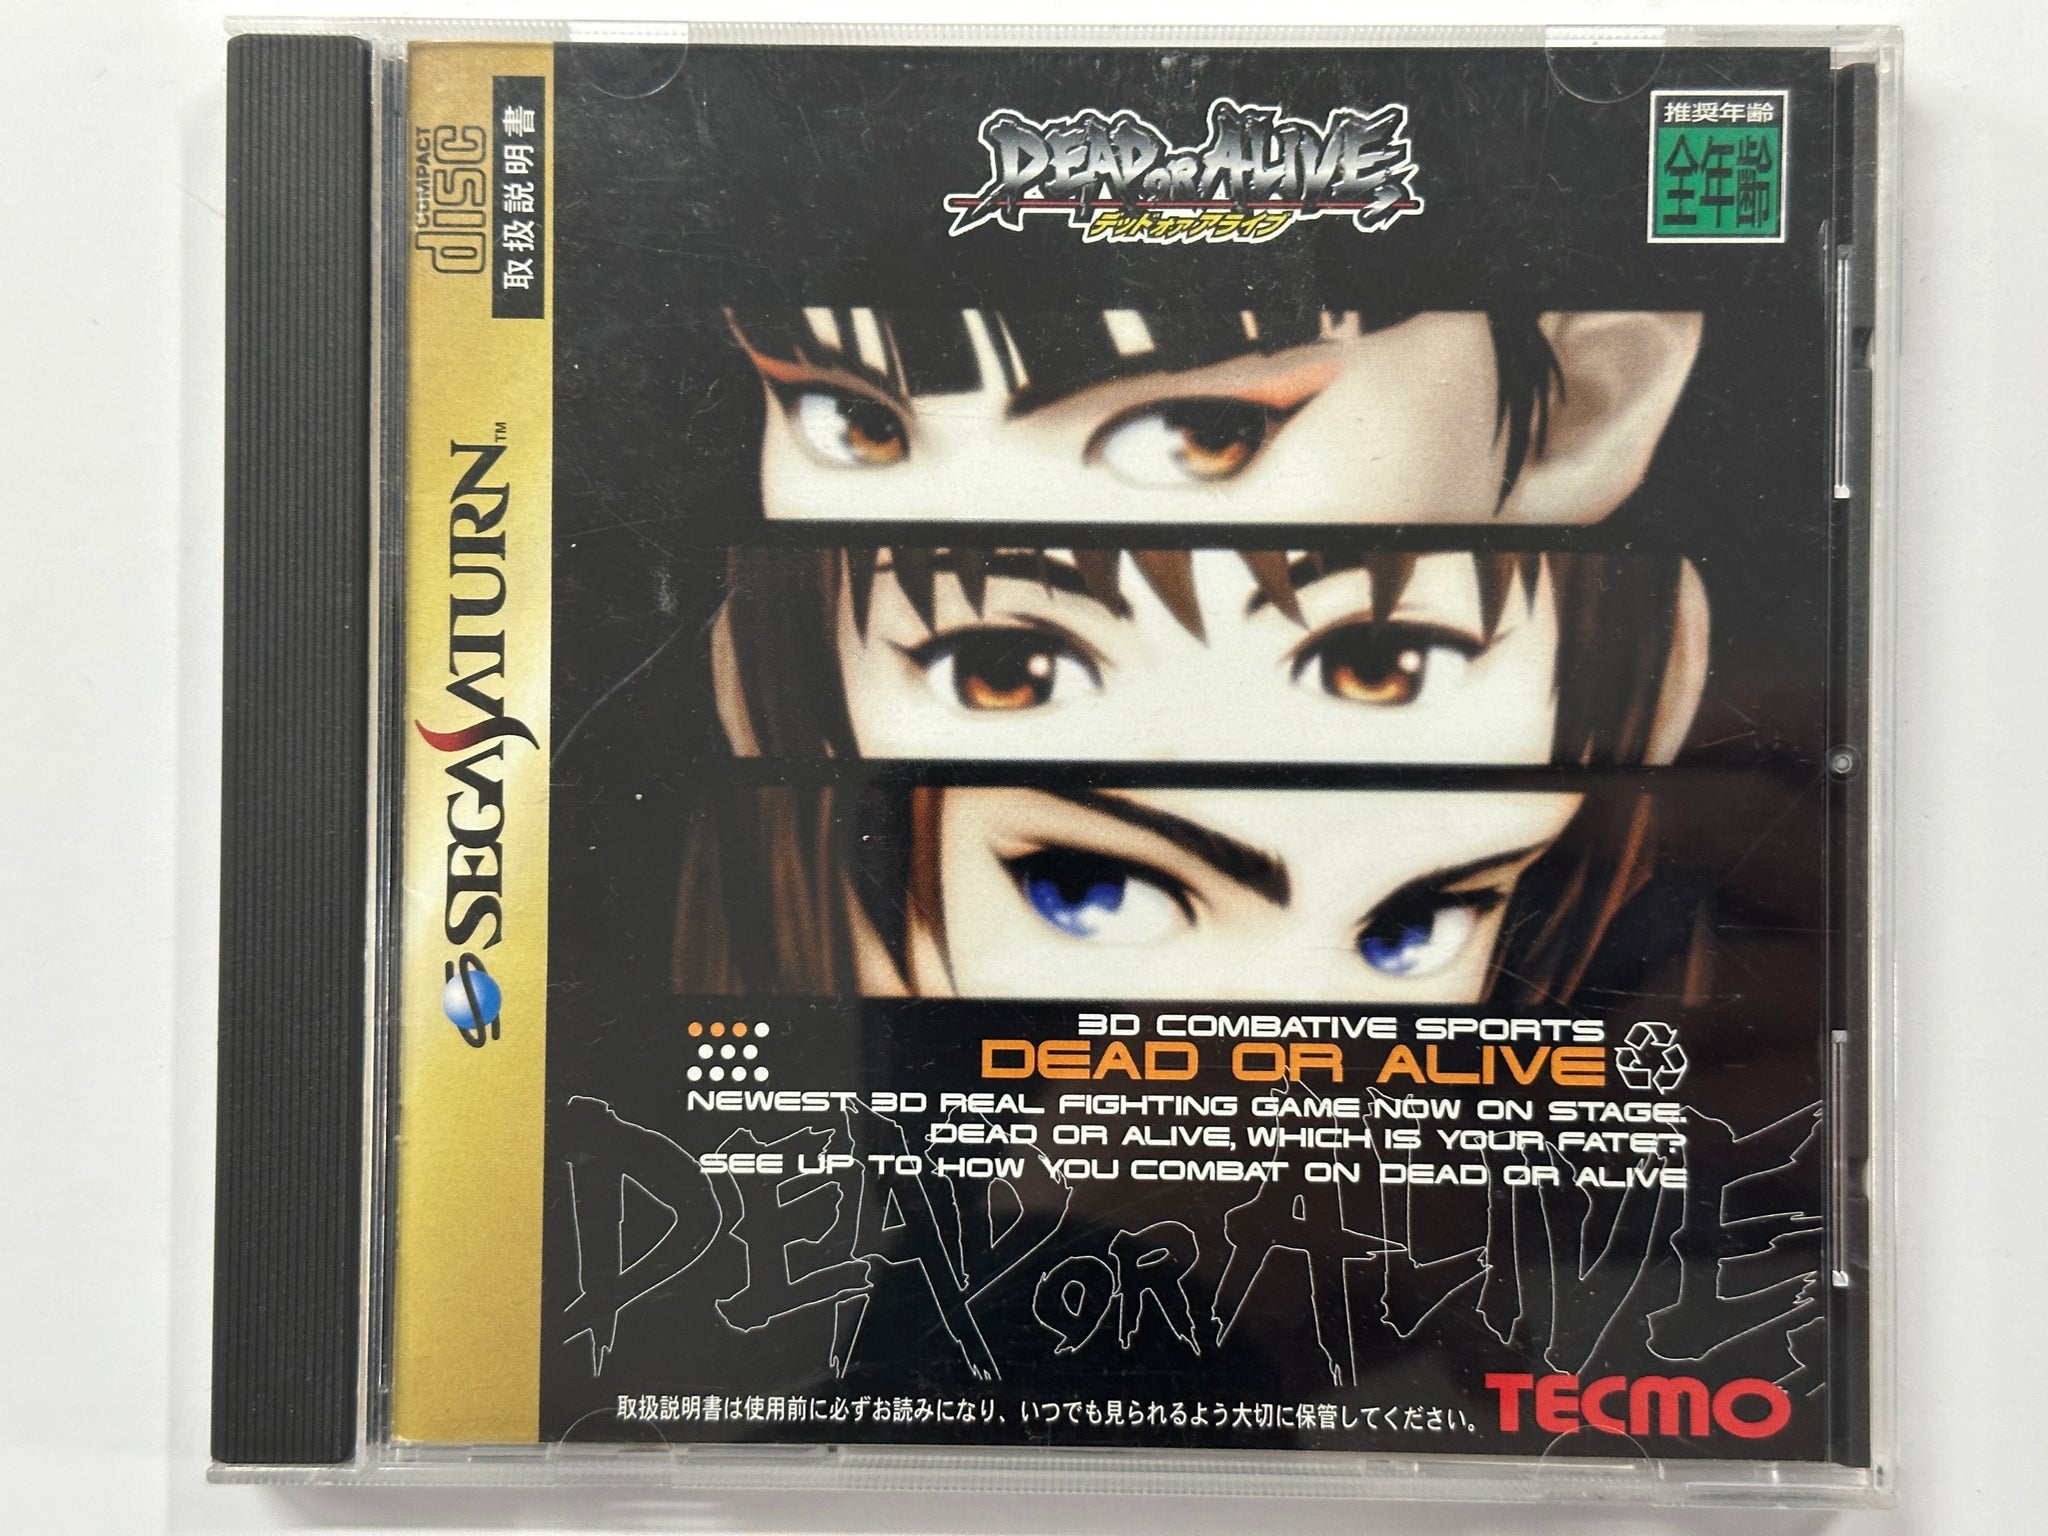 COMPACT
disc
取扱説明書
SEGA SATURN™
DEAD OR ALIVE
デッドオアアライブ
推奨年齢
全年齢
3D COMBATIVE SPORTS
DEAD OR ALIVE
NEWEST 3D REAL FIGHTING GAME NOW ON STAGE.
DEAD OR ALIVE, WHICH IS YOUR FATE?
SEE UP TO HOW YOU COMBAT ON DEAD OR ALIVE
DEAD OR ALIVE
取扱説明書は使用前に必ずお読みになり、いつでも見られるよう大切に保管してください。
TECMO